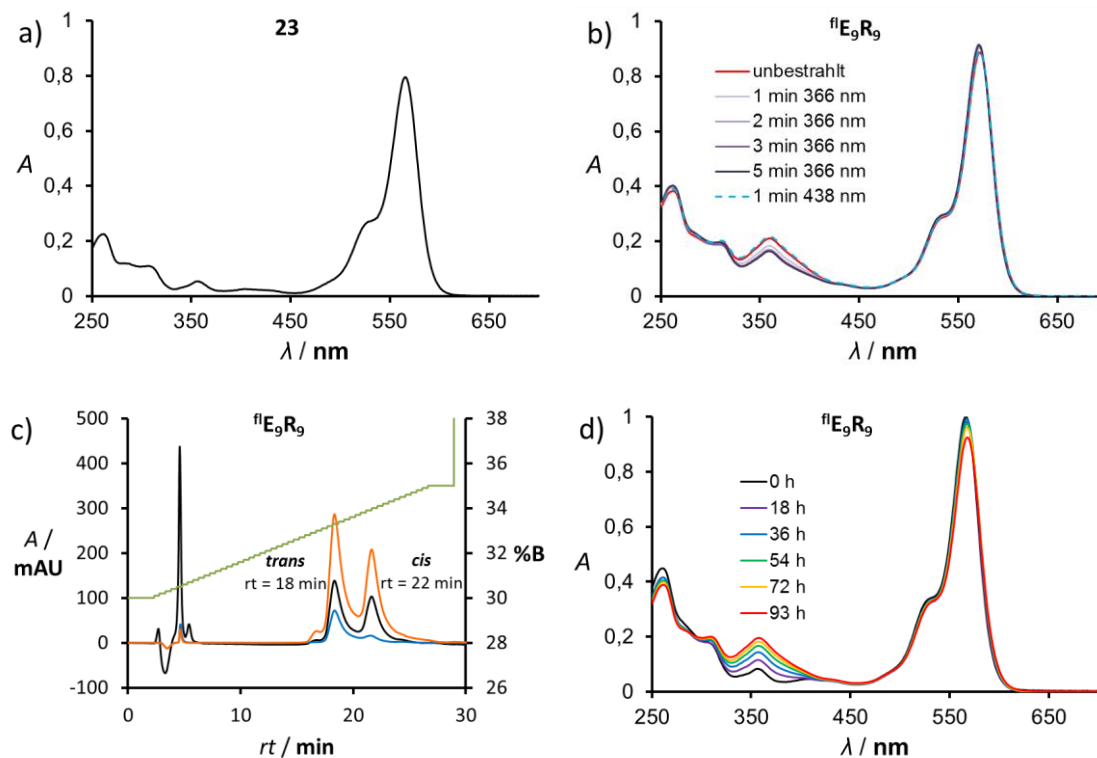 a)
23
1
0,8
0,6
A
0,4
0,2
0
250 350 450 550 650
λ / nm
b)
flE9R9
1
0,8
0,6
A
0,4
0,2
0
unbestrahlt
1 min 366 nm
2 min 366 nm
3 min 366 nm
5 min 366 nm
1 min 438 nm
250 350 450 550 650
λ / nm
c)
flE9R9
500
400
300
200
100
0
-100
A /
mAU
trans
rt = 18 min
cis
rt = 22 min
38
36
34
32
30
28
26
%B
0 10 20 30
rt / min
d)
flE9R9
1
0,8
0,6
A
0,4
0,2
0
0 h
18 h
36 h
54 h
72 h
93 h
250 350 450 550 650
λ / nm